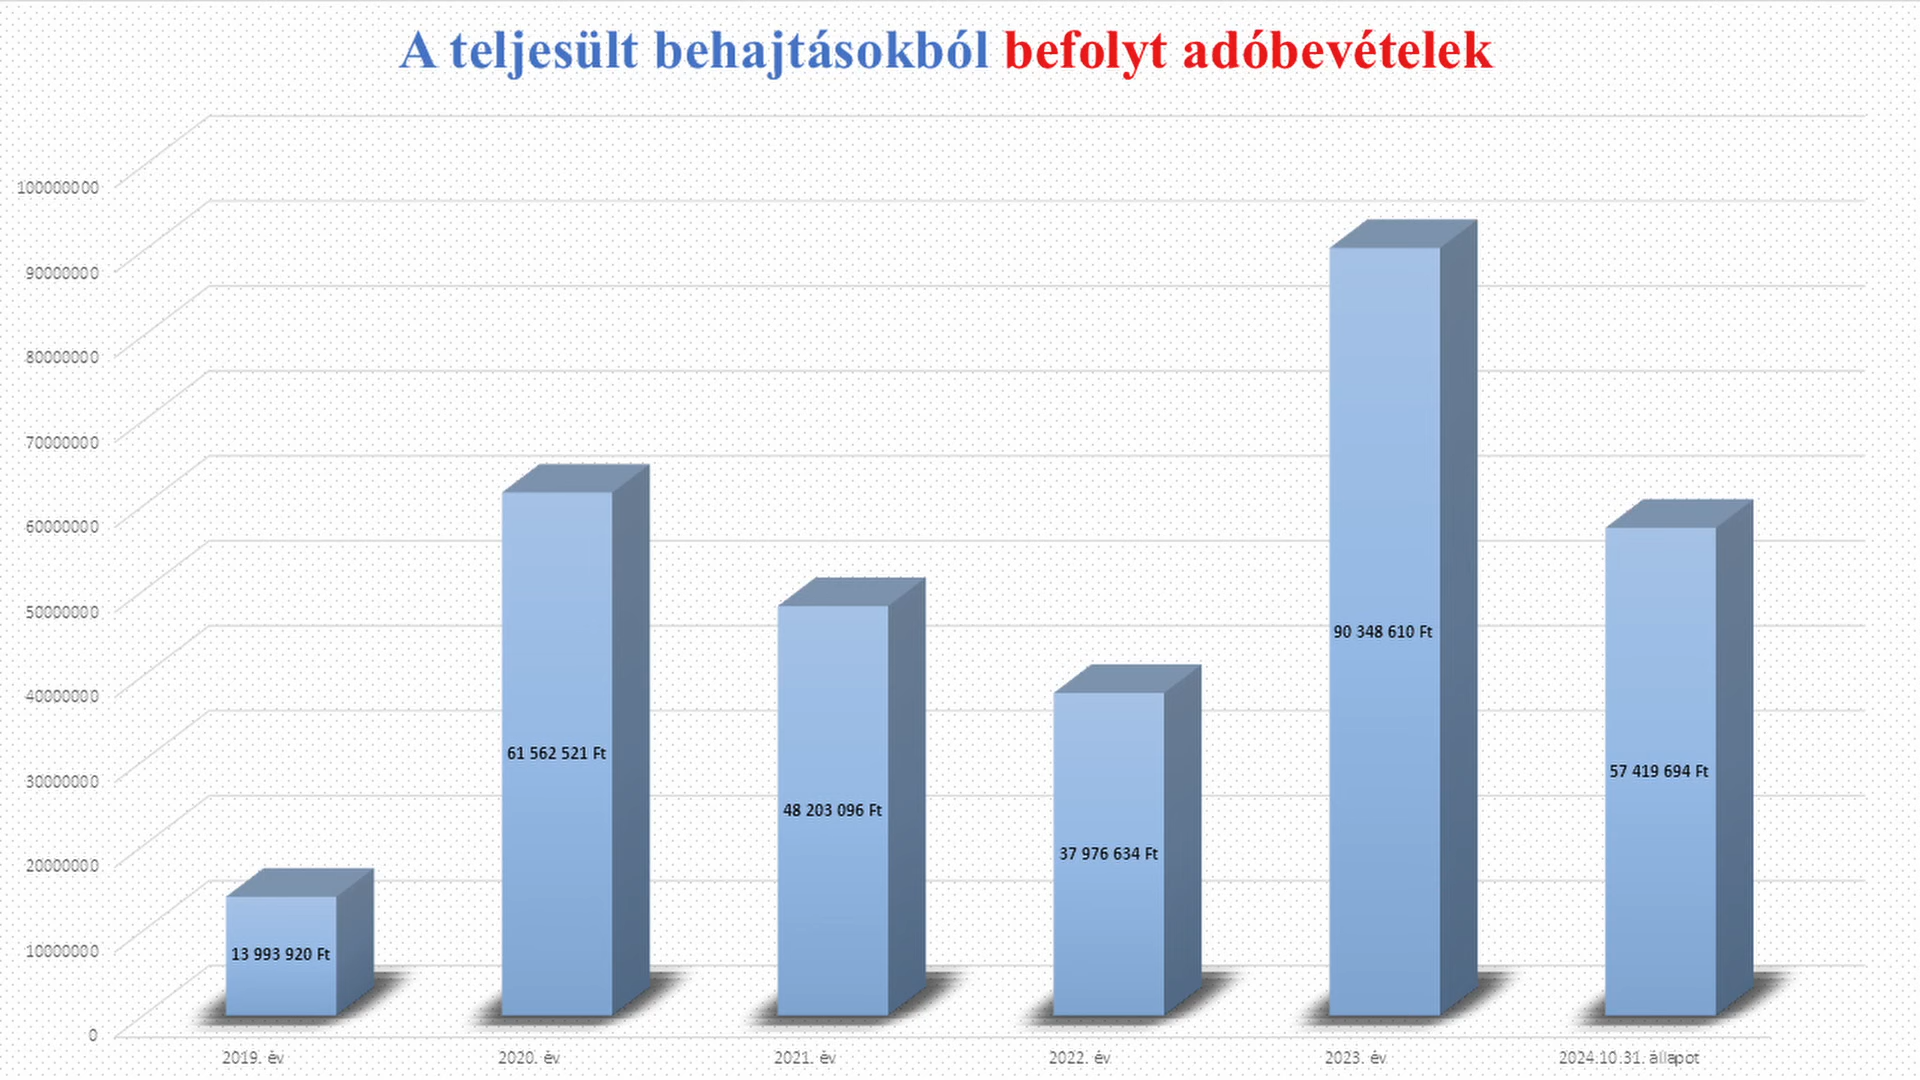 A teljesült behajtásokból befolyt adóbevételek
100000000
90000000
80000000
70000000
60000000
50000000
40000000
30000000
20000000
10000000
0
13 993 920 Ft
61 562 521 Ft
48 203 096 Ft
37 976 634 Ft
90 348 610 Ft
57 419 694 Ft
2019. év
2020. év
2021. év
2022. év
2023. év
2024.10.31. állapot